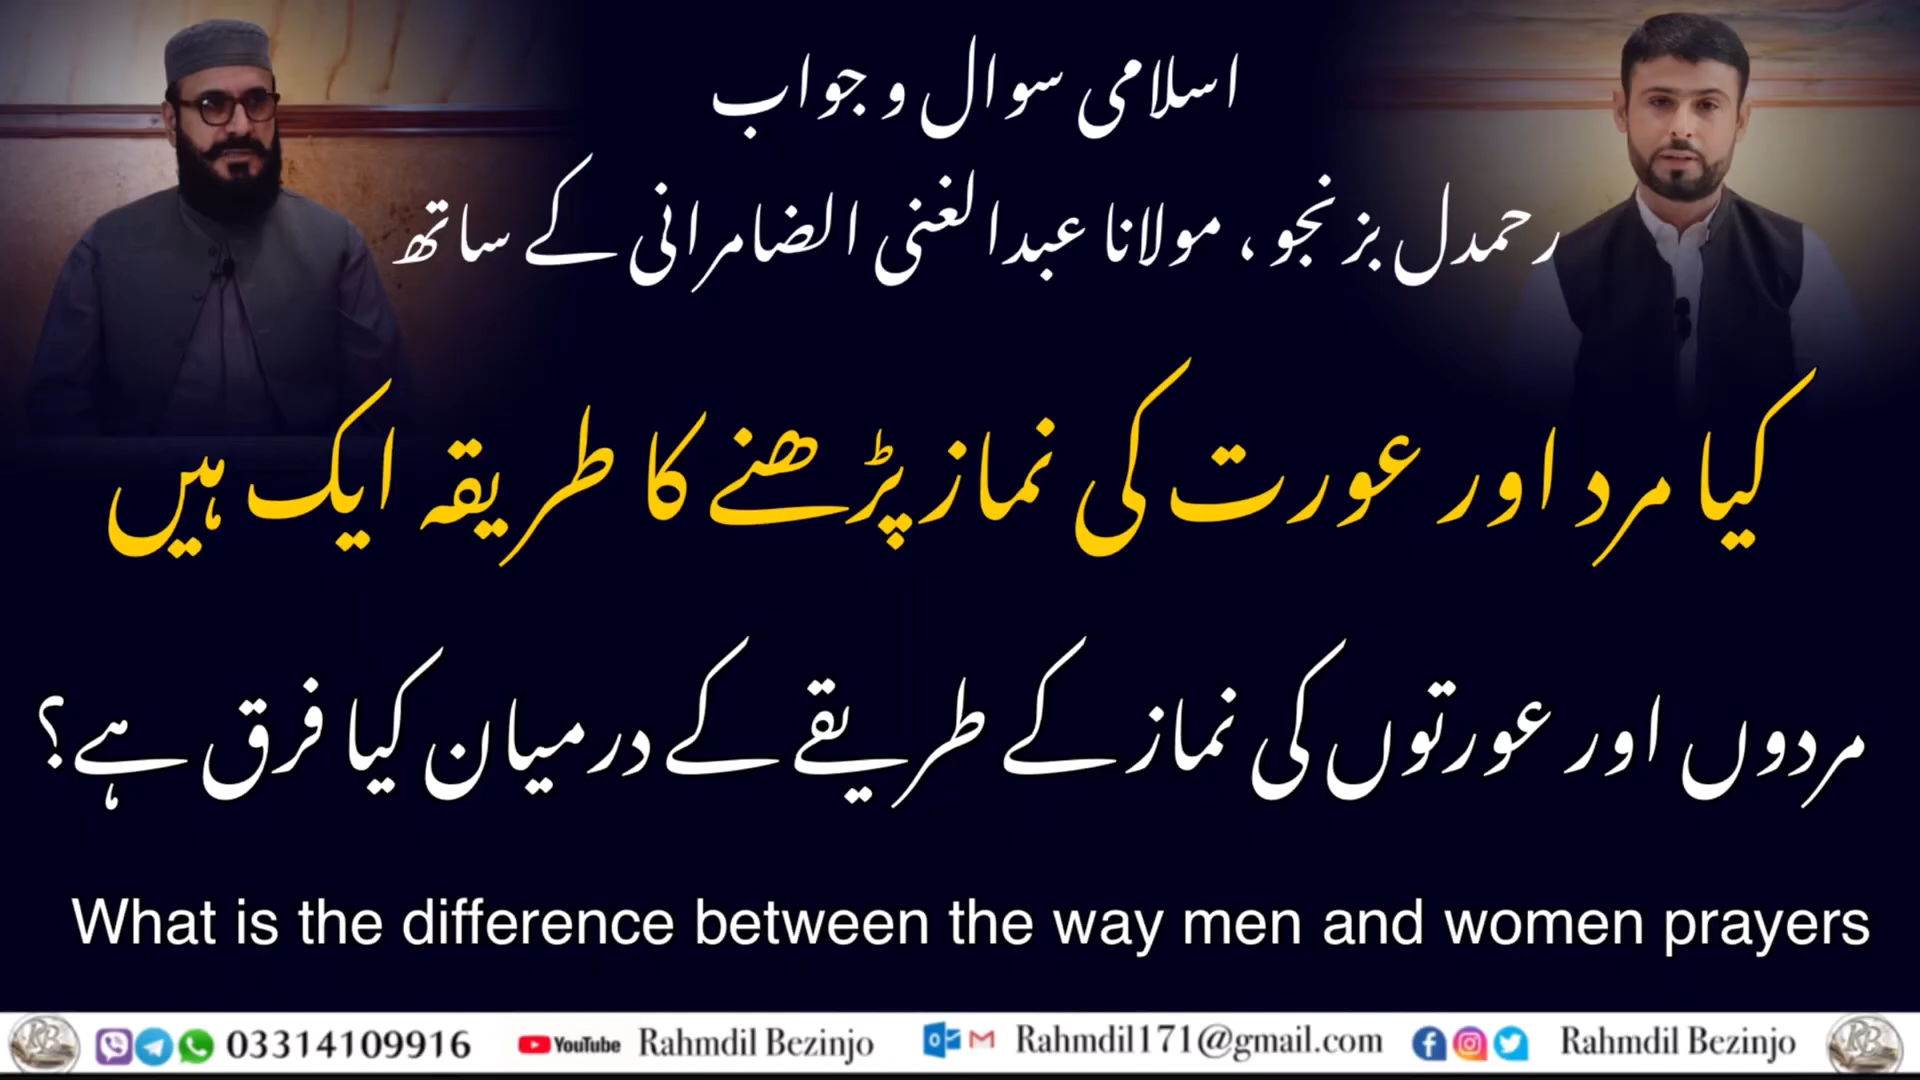 اسلامی سوال و جواب
رحمدل بزنجو، مولانا عبدالغنی الضامرانی کے ساتھ
کیا مرد اور عورت کی نماز پڑھنے کا طریقہ ایک ہیں
مردوں اور عورتوں کی نماز کے طریقے کے درمیان کیا فرق ہے؟
What is the difference between the way men and women prayers
RB 03314109916 YouTube Rahmdil Bezinjo Rahmdil171@gmail.com Rahmdil Bezinjo RB